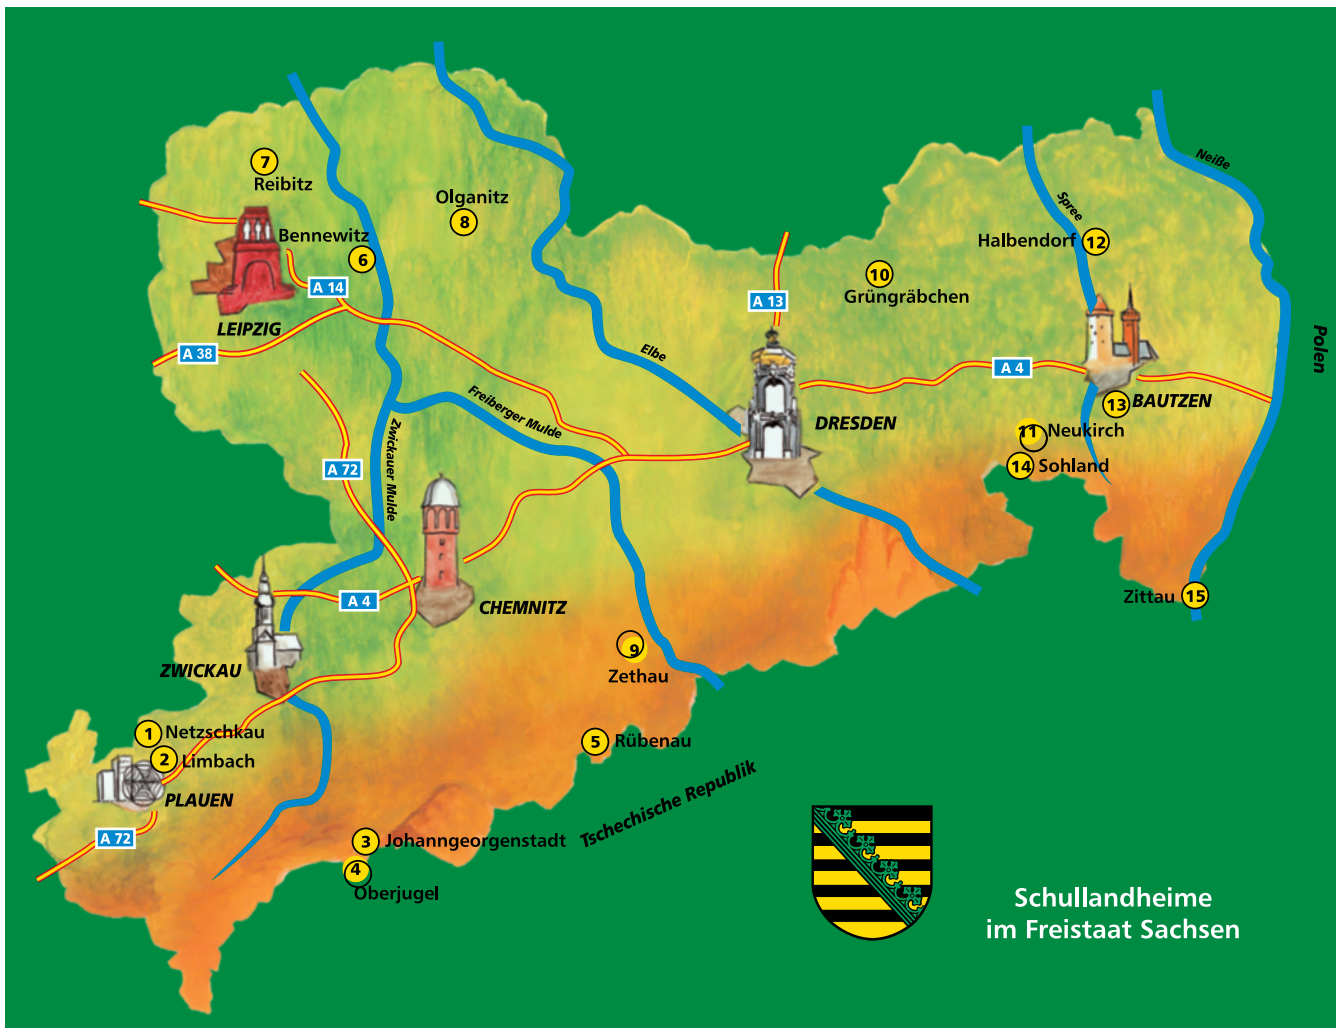 7
Reibitz
Olganitz
8
Bennewitz
6
A 14
LEIPZIG
A 38
Neiße
Spree
Halbendorf 12
10
Grüngräbchen
A 13
Polen
Elbe
A 4
Freiberger Mulde
Zwickauer Mulde
DRESDEN
13 BAUTZEN
11 Neukirch
14 Sohland
A 72
A 4
CHEMNITZ
Zittau 15
ZWICKAU
9
Zethau
1 Netzschkau
2 Limbach
PLAUEN
5 Rübenau
A 72
Tschechische Republik
3 Johanngeorgenstadt
4
Oberjugel
Schullandheime
im Freistaat Sachsen